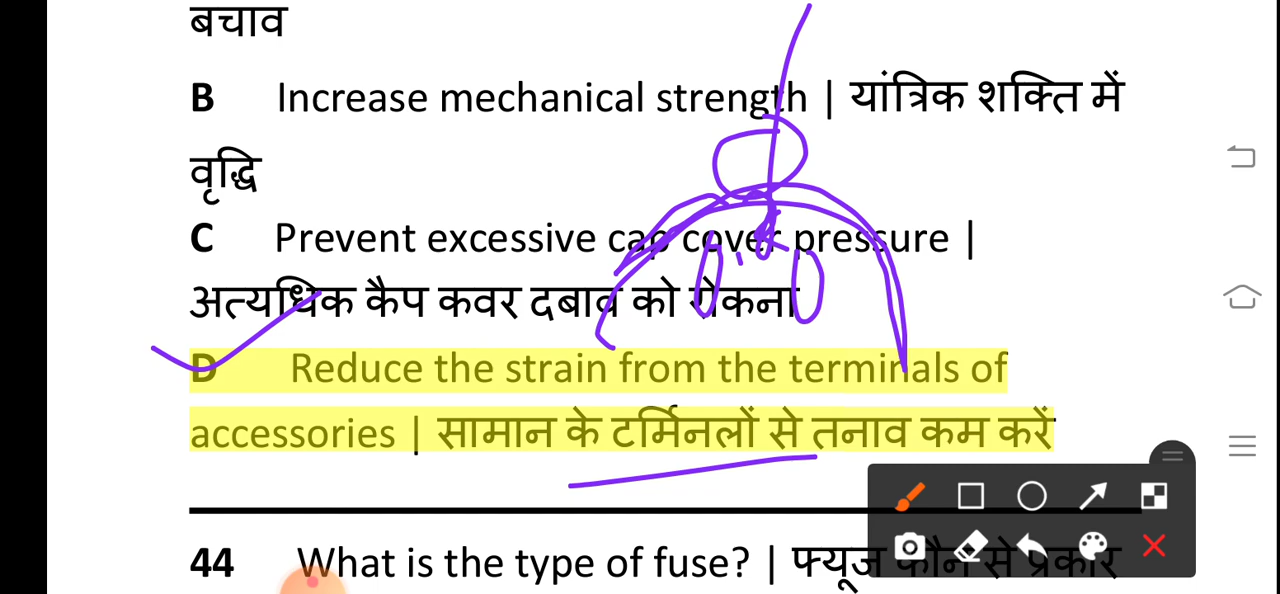 बचाव
B Increase mechanical strength | यांत्रिक शक्ति में
वृद्धि
C Prevent excessive cap cover pressure |
अत्यधिक कैप कवर दबाव को रोकना
D Reduce the strain from the terminals of
accessories | सामान के टर्मिनलों से तनाव कम करें
44 What is the type of fuse? | फ्यूज कौन से प्रकार